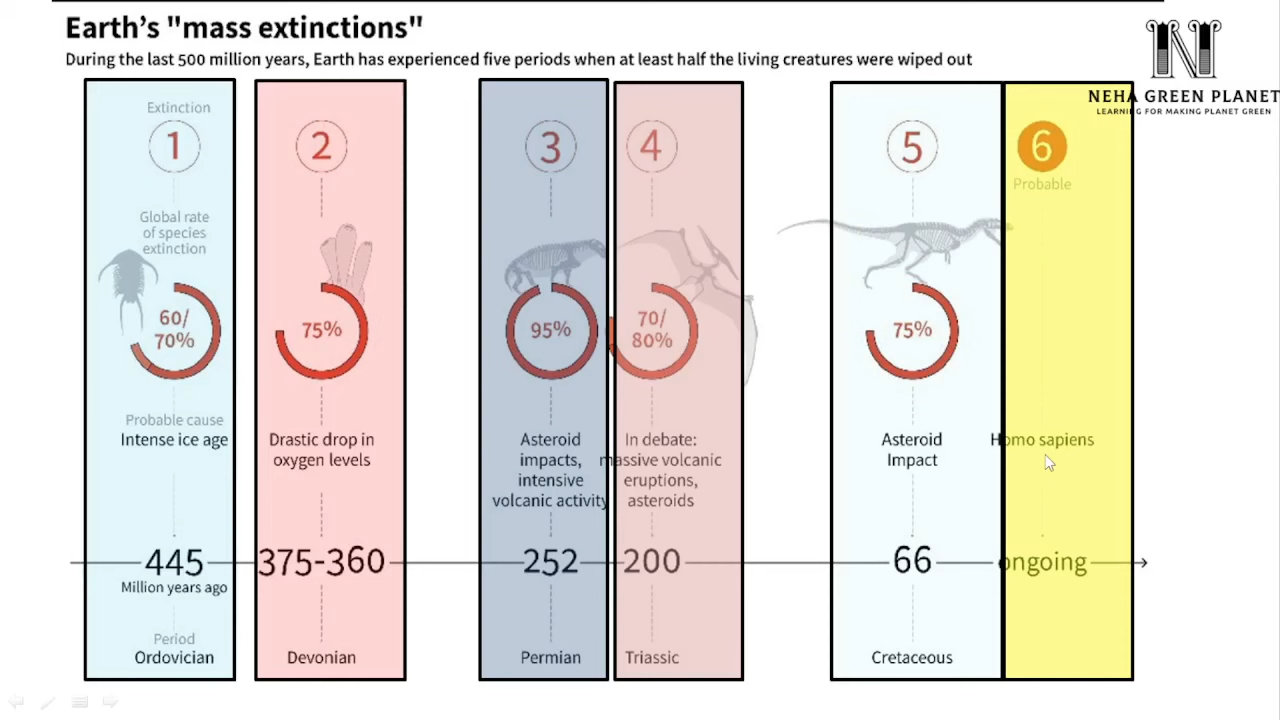 Earth's "mass extinctions"
During the last 500 million years, Earth has experienced five periods when at least half the living creatures were wiped out
NEHA GREEN PLANET
LEARNING FOR MAKING PLANET GREEN
Extinction
1
Global rate
of species
extinction
60/
70%
Probable cause
Intense ice age
445
Million years ago
Period
Ordovician
2
75%
Drastic drop in
oxygen levels
375-360
Devonian
3
95%
Asteroid
impacts,
intensive
volcanic activity
252
Permian
4
70/
80%
In debate:
massive volcanic
eruptions,
asteroids
200
Triassic
5
75%
Asteroid
Impact
66
Cretaceous
6
Probable
Homo sapiens
ongoing